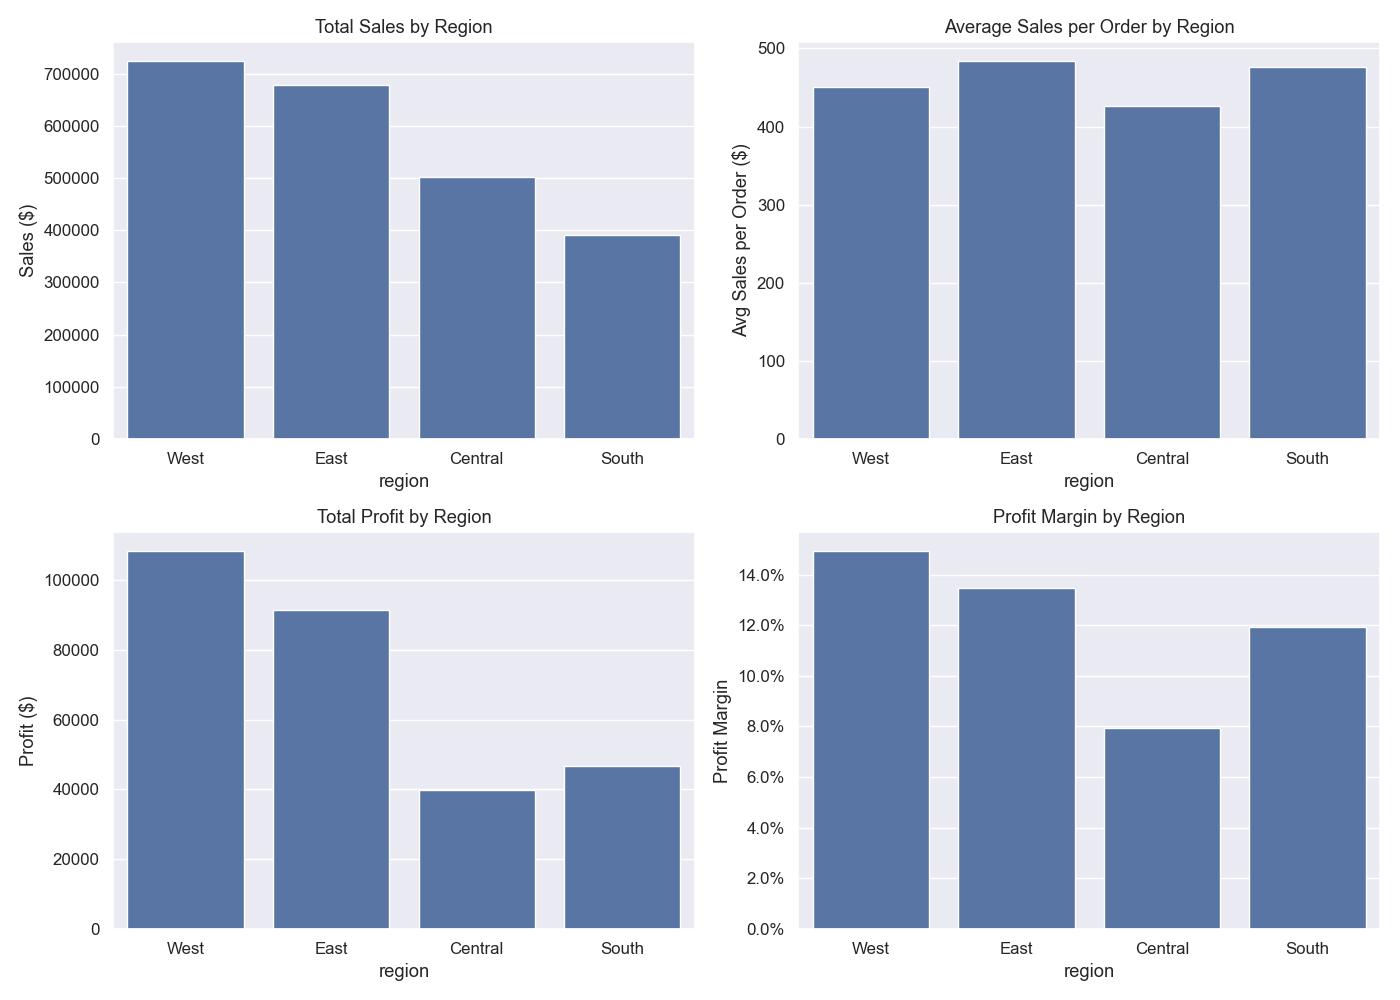 Total Sales by Region
Sales ($)
700000
600000
500000
400000
300000
200000
100000
0
West East Central South
region
Average Sales per Order by Region
Avg Sales per Order ($)
500
400
300
200
100
0
West East Central South
region
Total Profit by Region
Profit ($)
100000
80000
60000
40000
20000
0
West East Central South
region
Profit Margin by Region
Profit Margin
14.0%
12.0%
10.0%
8.0%
6.0%
4.0%
2.0%
0.0%
West East Central South
region